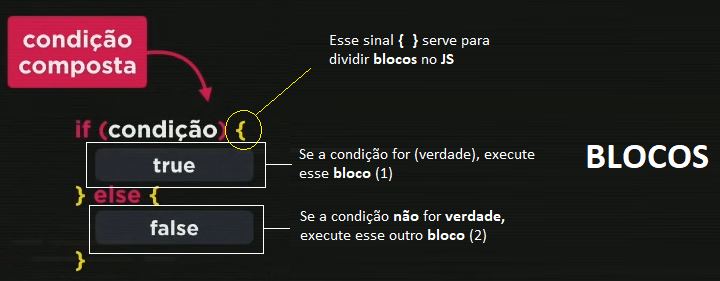 condição
composta
Esse sinal { } serve para
dividir blocos no JS
if (condição) {
true
Se a condição for (verdade), execute
esse bloco (1)
BLOCOS
} else {
false
Se a condição não for verdade,
execute esse outro bloco (2)
}